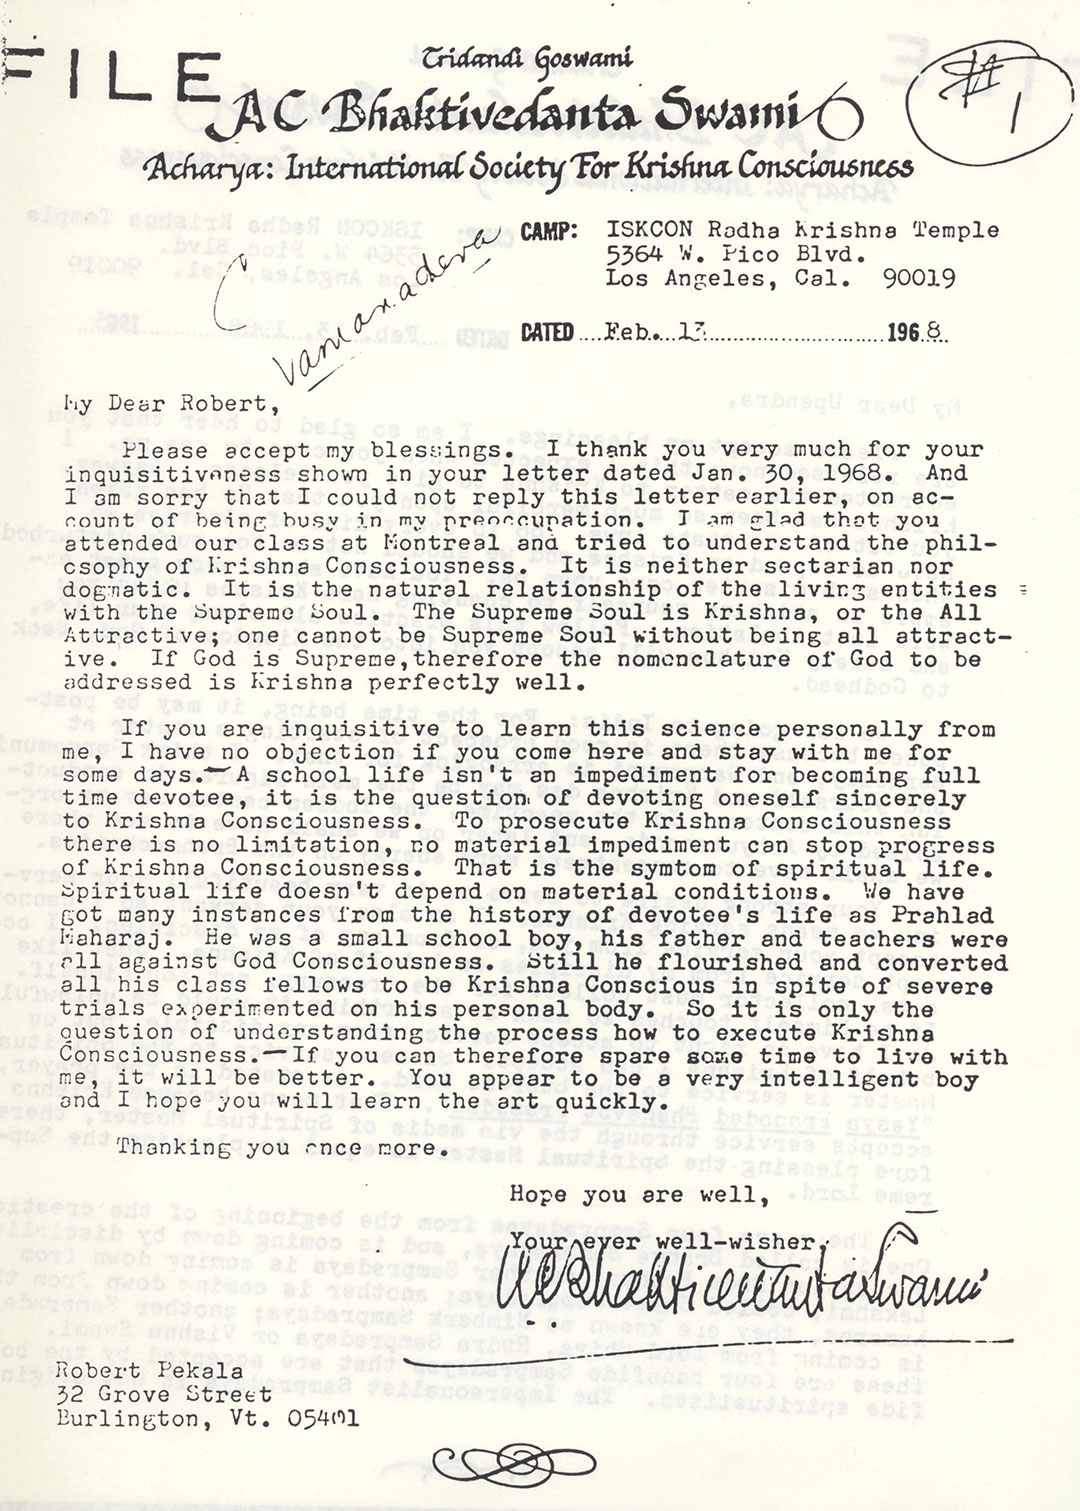 FILE
Tridandi Goswami
#1
AC Bhaktivedanta Swami
Acharya: International Society For Krishna Consciousness
CAMP: ISKCON Radha Krishna Temple
5364 W. Pico Blvd.
Los Angeles, Cal. 90019
Vamanadeva
DATED ....Feb. 13, 1968.
My Dear Robert,
Please accept my blessings. I thank you very much for your
inquisitiveness shown in your letter dated Jan. 30, 1968. And
I am sorry that I could not reply this letter earlier, on ac-
count of being busy in my preoccupation. I am glad that you
attended our class at Montreal and tried to understand the phil-
osophy of Krishna Consciousness. It is neither sectarian nor
dogmatic. It is the natural relationship of the living entities
with the Supreme Soul. The Supreme Soul is Krishna, or the All
Attractive; one cannot be Supreme Soul without being all attract-
ive. If God is Supreme,therefore the nomenclature of God to be
addressed is Krishna perfectly well.
If you are inquisitive to learn this science personally from
me, I have no objection if you come here and stay with me for
some days.— A school life isn't an impediment for becoming full
time devotee, it is the question of devoting oneself sincerely
to Krishna Consciousness. To prosecute Krishna Consciousness
there is no limitation, no material impediment can stop progress
of Krishna Consciousness. That is the symtom of spiritual life.
Spiritual life doesn't depend on material conditions. We have
got many instances from the history of devotee's life as Prahlad
Maharaj. He was a small school boy, his father and teachers were
all against God Consciousness. Still he flourished and converted
all his class fellows to be Krishna Conscious in spite of severe
trials experimented on his personal body. So it is only the
question of understanding the process how to execute Krishna
Consciousness.— If you can therefore spare some time to live with
me, it will be better. You appear to be a very intelligent boy
and I hope you will learn the art quickly.
Thanking you once more.
Hope you are well,
Your ever well-wisher,
ACBhaktivedanta Swami
Robert Pekala
32 Grove Street
Burlington, Vt. 05401